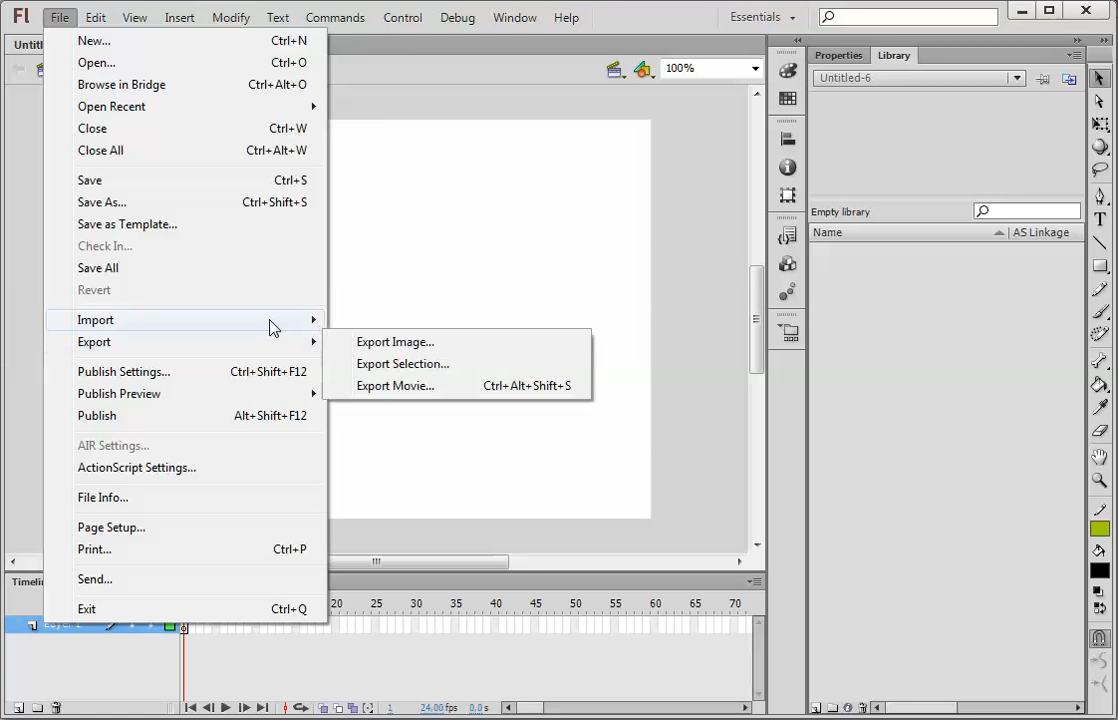 Fl File Edit View Insert Modify Text Commands Control Debug Window Help Essentials
Untitl
100%
New... Ctrl+N
Open... Ctrl+O
Browse in Bridge Ctrl+Alt+O
Open Recent
Close Ctrl+W
Close All Ctrl+Alt+W
Save Ctrl+S
Save As... Ctrl+Shift+S
Save as Template...
Check In...
Save All
Revert
Import
Export
Publish Settings... Ctrl+Shift+F12
Publish Preview
Publish Alt+Shift+F12
AIR Settings...
ActionScript Settings...
File Info...
Page Setup...
Print... Ctrl+P
Send...
Exit Ctrl+Q
Export Image...
Export Selection...
Export Movie... Ctrl+Alt+Shift+S
Properties Library
Untitled-6
Empty library
Name AS Linkage
Timelin
20 25 30 35 40 45 50 55 60 65 70
1 24.00 fps 0.0 s